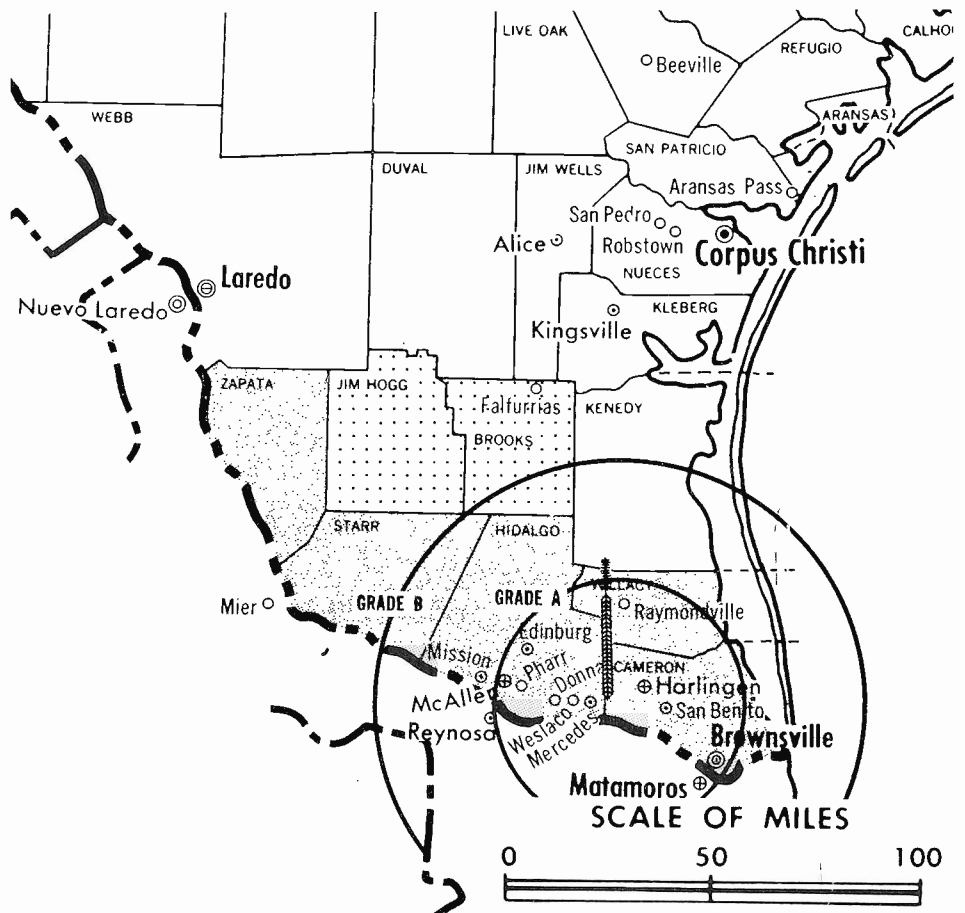 LIVE OAK
REFUGIO
CALHOU
Beeville
WEBB
ARANSAS
SAN PATRICIO
DUVAL
JIM WELLS
Aransas Pass
San Pedro
Alice
Robstown
Corpus Christi
NUECES
Laredo
Nuevo Laredo
KLEBERG
Kingsville
ZAPATA
JIM HOGG
Falfurrias
KENEDY
BROOKS
STARR
HIDALGO
WILLACY
Mier
GRADE B
GRADE A
Raymondville
Edinburg
Mission
Pharr
Donna
CAMERON
McAllen
Harlingen
San Benito
Reynosa
Weslaco
Mercedes
Brownsville
Matamoros
SCALE OF MILES
0 50 100